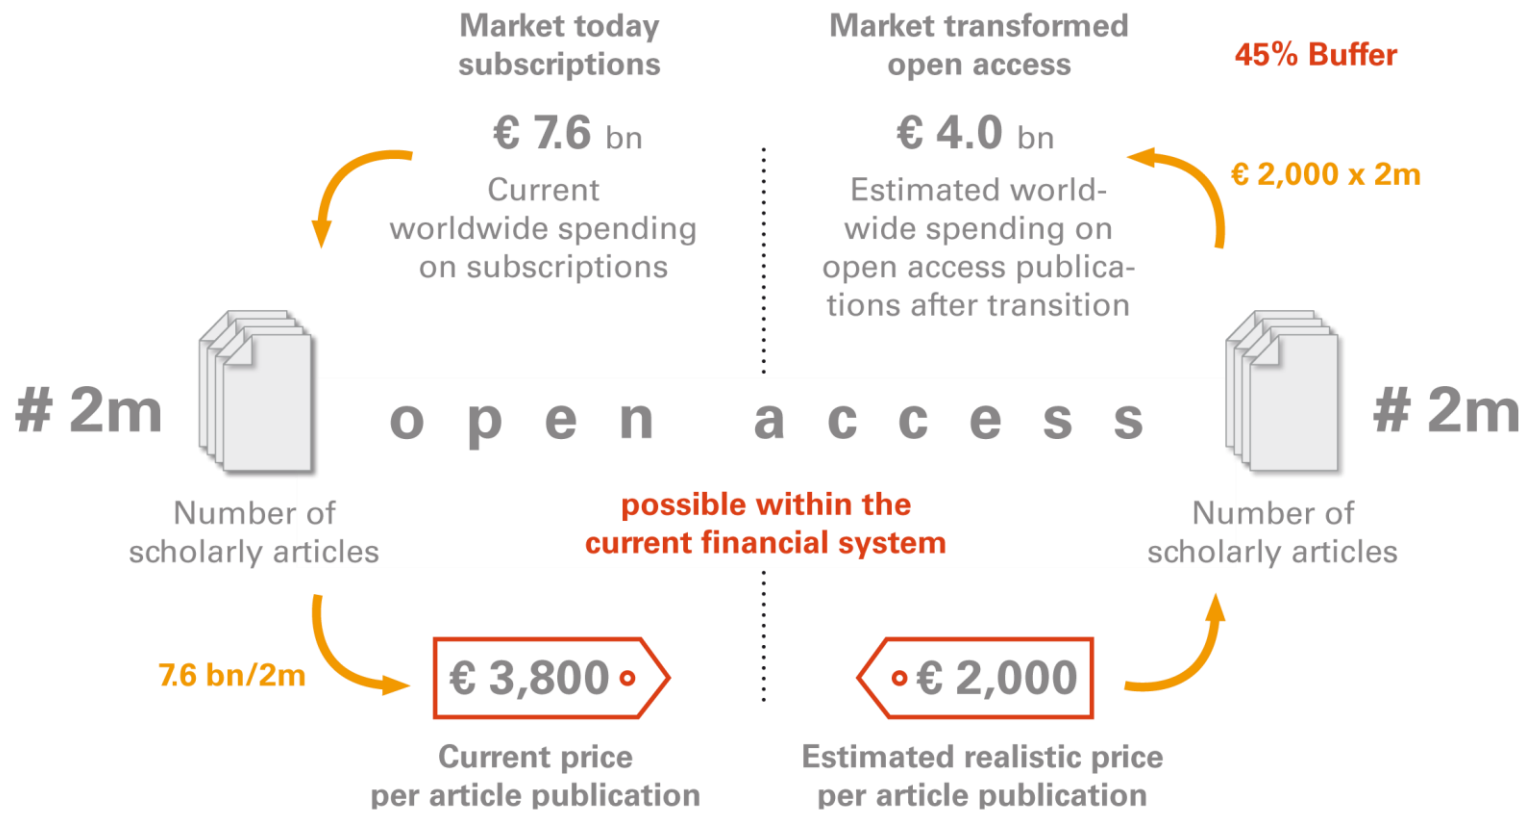 Market today
subscriptions
€ 7.6 bn
Current
worldwide spending
on subscriptions
Market transformed
open access
€ 4.0 bn
Estimated world-
wide spending on
open access publica-
tions after transition
45% Buffer
€ 2,000 x 2m
# 2m
Number of
scholarly articles
open access
possible within the
current financial system
# 2m
Number of
scholarly articles
7.6 bn/2m
€ 3,800
Current price
per article publication
€ 2,000
Estimated realistic price
per article publication